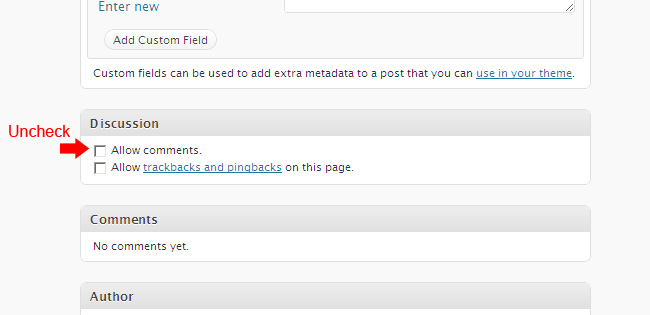 Enter new
Add Custom Field
Custom fields can be used to add extra metadata to a post that you can use in your theme.
Discussion
Uncheck
Allow comments.
Allow trackbacks and pingbacks on this page.
Comments
No comments yet.
Author